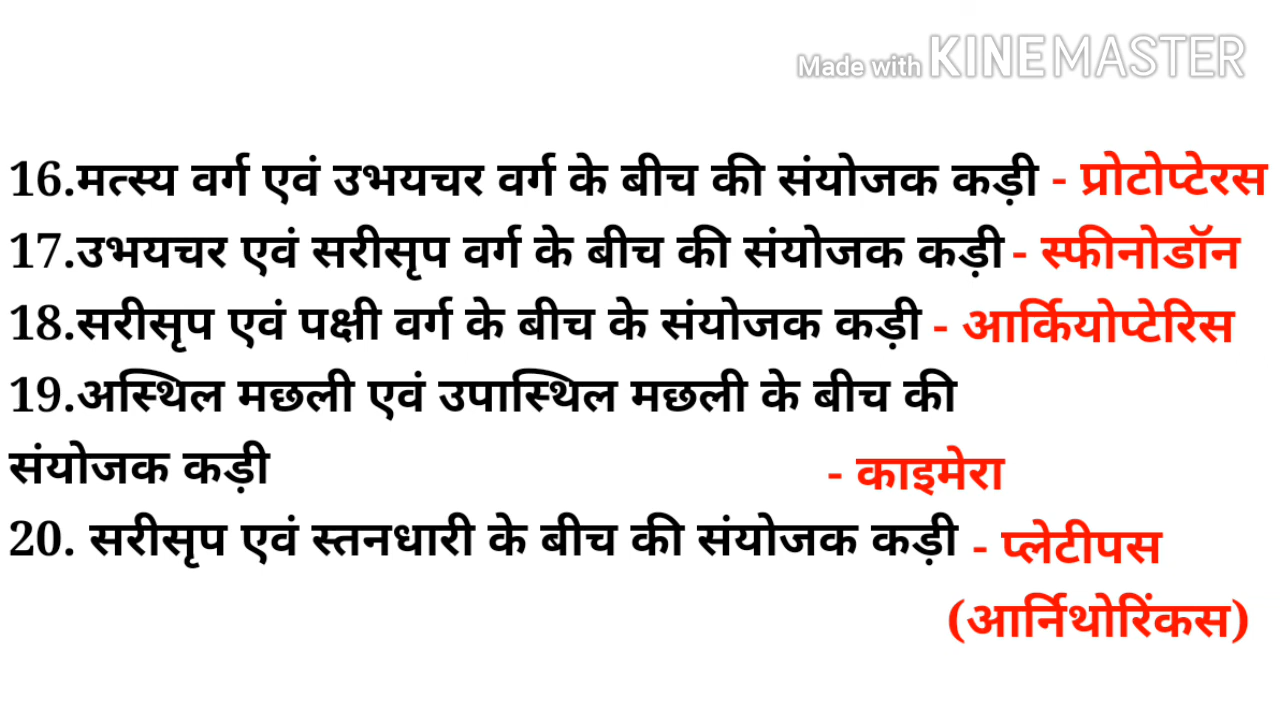 Made with KINEMASTER
16.मत्स्य वर्ग एवं उभयचर वर्ग के बीच की संयोजक कड़ी - प्रोटोप्टेरस
17.उभयचर एवं सरीसृप वर्ग के बीच की संयोजक कड़ी - स्फीनोडॉन
18.सरीसृप एवं पक्षी वर्ग के बीच के संयोजक कड़ी - आर्कियोप्टेरिस
19.अस्थिल मछली एवं उपास्थिल मछली के बीच की
संयोजक कड़ी - काइमेरा
20. सरीसृप एवं स्तनधारी के बीच की संयोजक कड़ी - प्लेटीपस
(आर्निथोरिंकस)